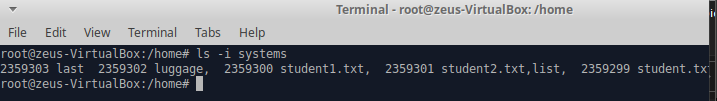 Terminal - root@zeus-VirtualBox: /home
File Edit View Terminal Tabs Help
root@zeus-VirtualBox:/home# ls -i systems
2359303 last 2359302 luggage, 2359300 student1.txt, 2359301 student2.txt,list, 2359299 student.tx
root@zeus-VirtualBox:/home#